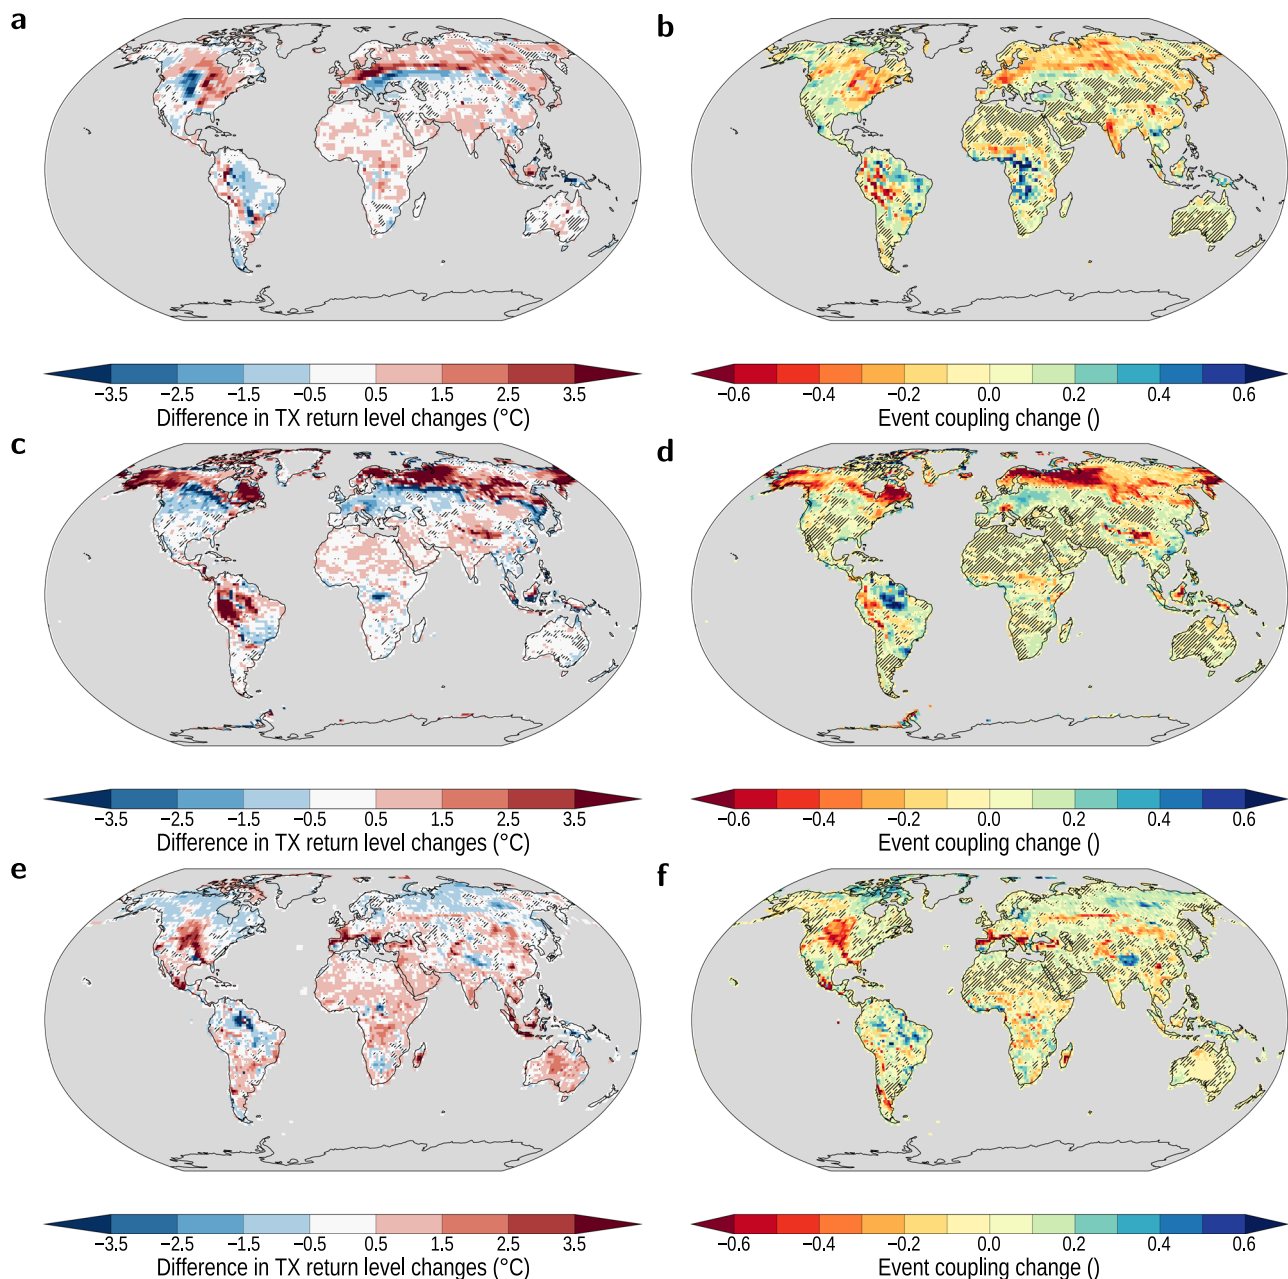 a
b
−3.5 −2.5 −1.5 −0.5 0.5 1.5 2.5 3.5
Difference in TX return level changes (°C)
−0.6 −0.4 −0.2 0.0 0.2 0.4 0.6
Event coupling change ()
c
d
−3.5 −2.5 −1.5 −0.5 0.5 1.5 2.5 3.5
Difference in TX return level changes (°C)
−0.6 −0.4 −0.2 0.0 0.2 0.4 0.6
Event coupling change ()
e
f
−3.5 −2.5 −1.5 −0.5 0.5 1.5 2.5 3.5
Difference in TX return level changes (°C)
−0.6 −0.4 −0.2 0.0 0.2 0.4 0.6
Event coupling change ()